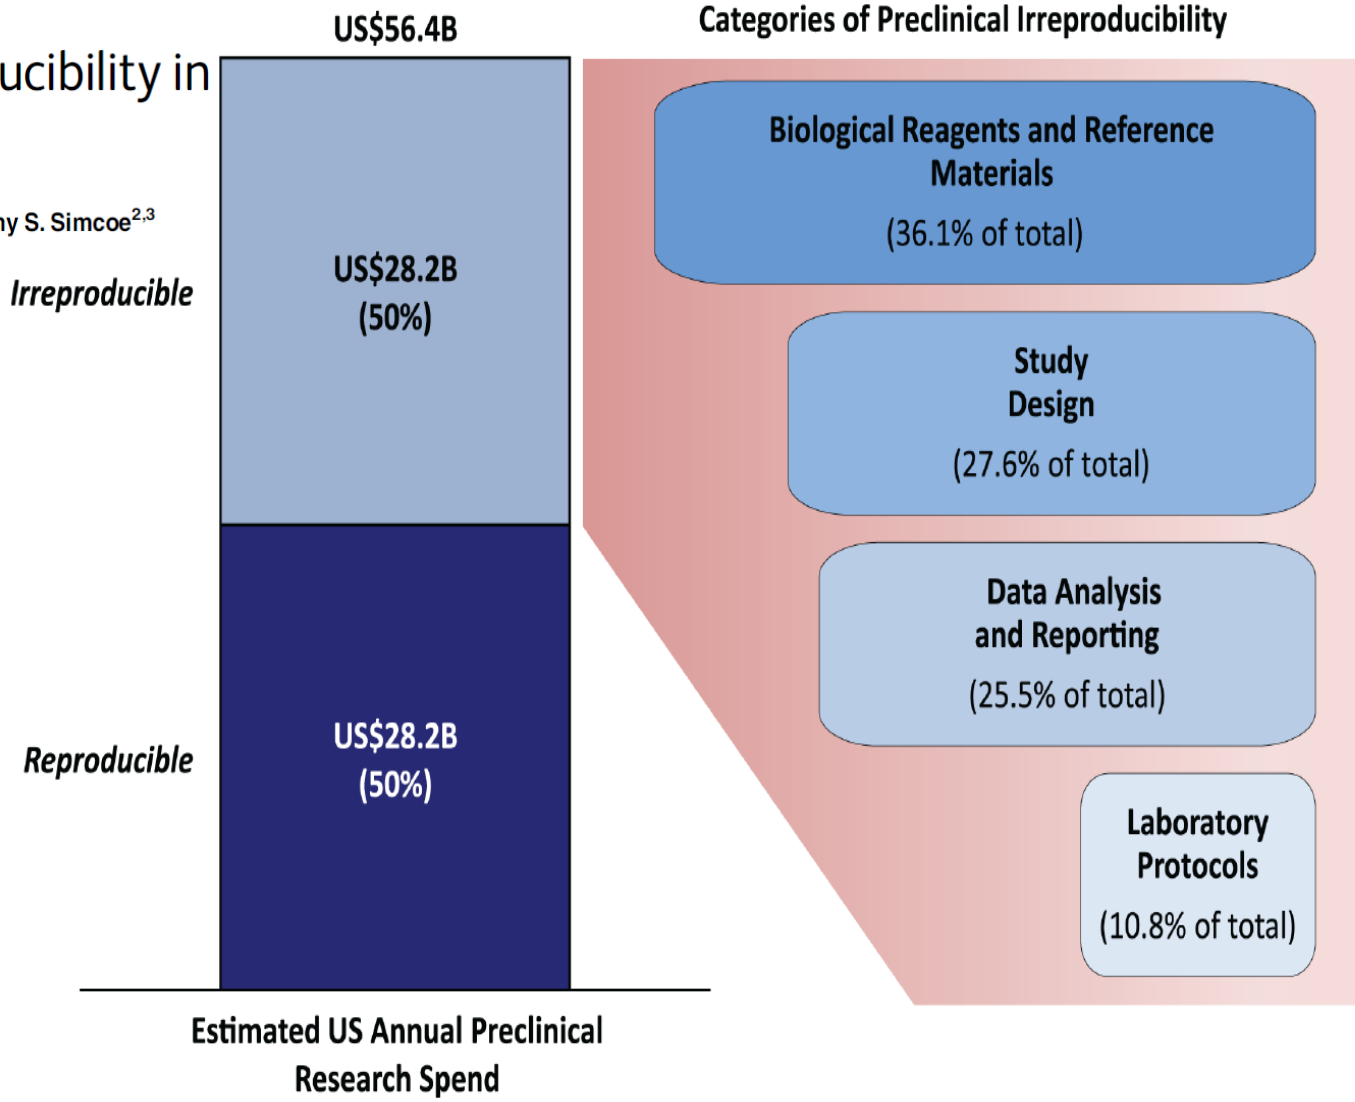 US$56.4B
Categories of Preclinical Irreproducibility
ucibility in
y S. Simcoe2,3
Irreproducible
US$28.2B
(50%)
Reproducible
US$28.2B
(50%)
Estimated US Annual Preclinical
Research Spend
Biological Reagents and Reference
Materials
(36.1% of total)
Study
Design
(27.6% of total)
Data Analysis
and Reporting
(25.5% of total)
Laboratory
Protocols
(10.8% of total)